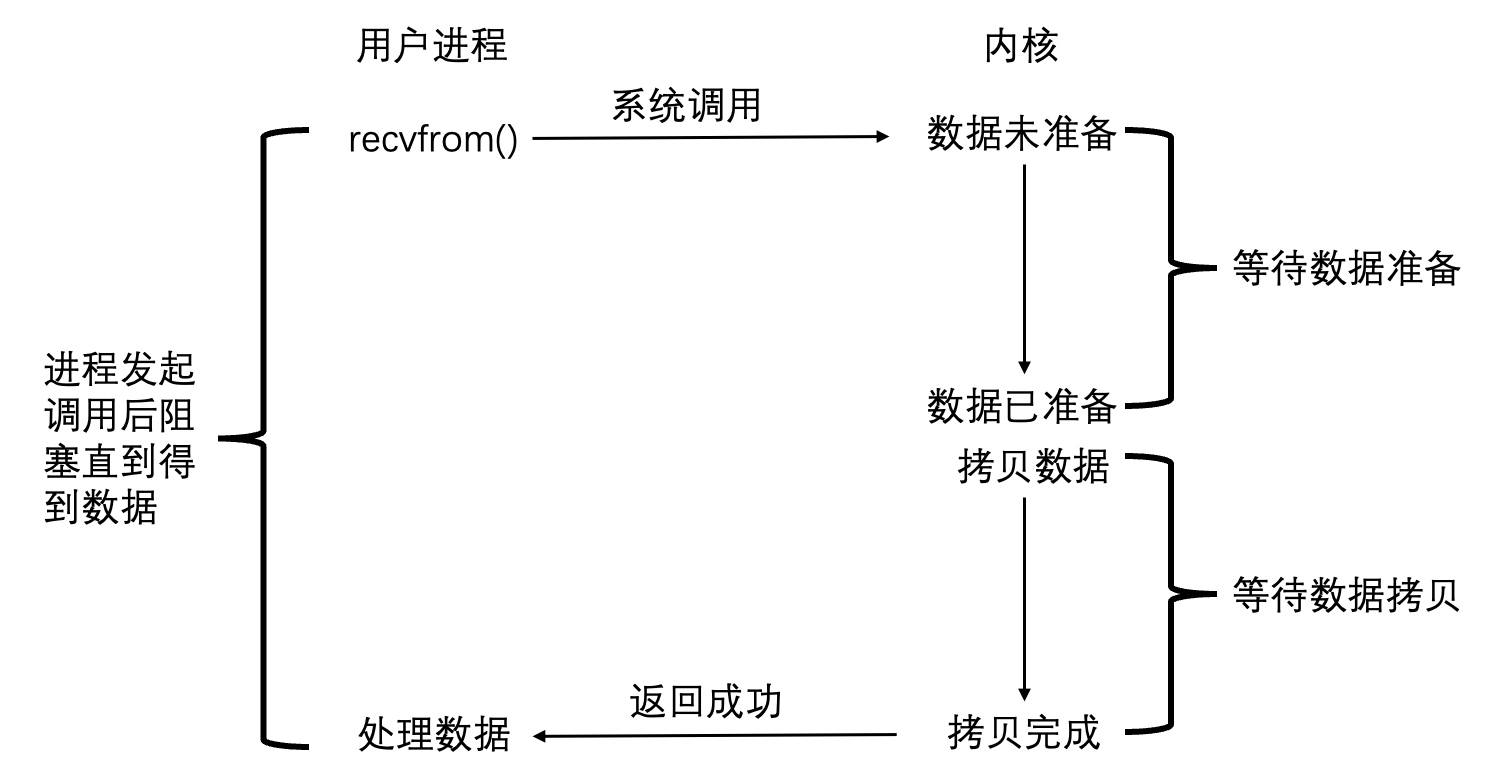 用户进程
内核
系统调用
recvfrom()
数据未准备
等待数据准备
进程发起
调用后阻
塞直到得
到数据
数据已准备
拷贝数据
等待数据拷贝
返回成功
处理数据
拷贝完成